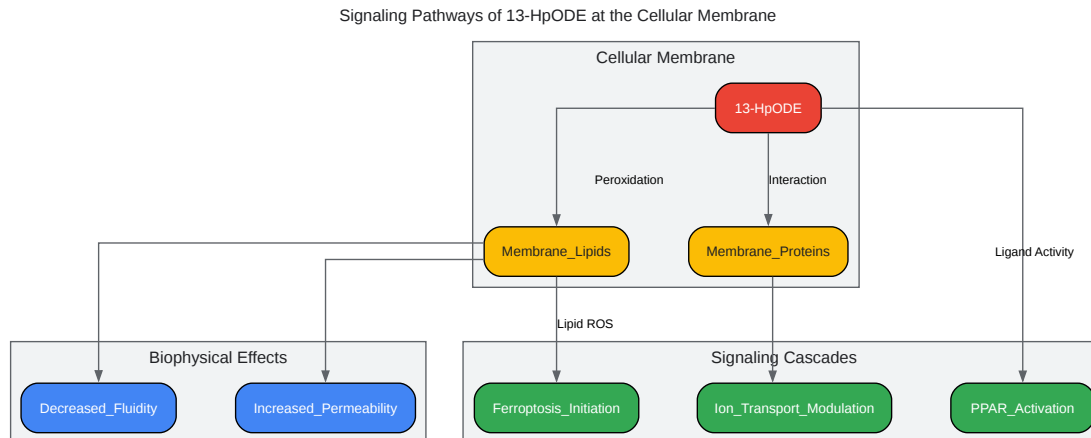 Signaling Pathways of 13-HpODE at the Cellular Membrane
Cellular Membrane
13-HpODE
Peroxidation
Interaction
Membrane_Lipids
Membrane_Proteins
Ligand Activity
Lipid ROS
Biophysical Effects
Signaling Cascades
Decreased_Fluidity
Increased_Permeability
Ferroptosis_Initiation
Ion_Transport_Modulation
PPAR_Activation